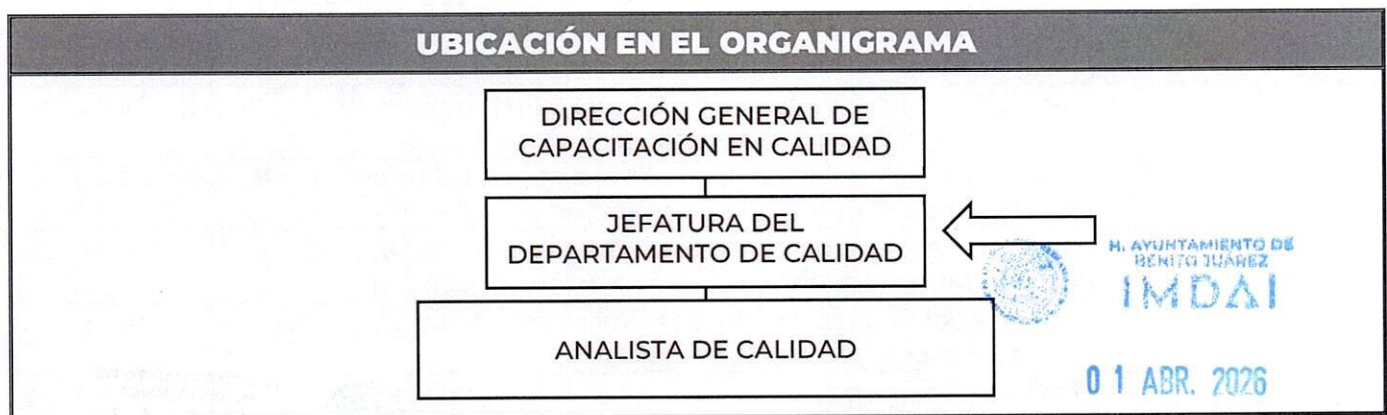 UBICACIÓN EN EL ORGANIGRAMA
DIRECCIÓN GENERAL DE
CAPACITACIÓN EN CALIDAD
JEFATURA DEL
DEPARTAMENTO DE CALIDAD
H. AYUNTAMIENTO DE
BENITO JUÁREZ
IMDAI
ANALISTA DE CALIDAD
01 ABR. 2026